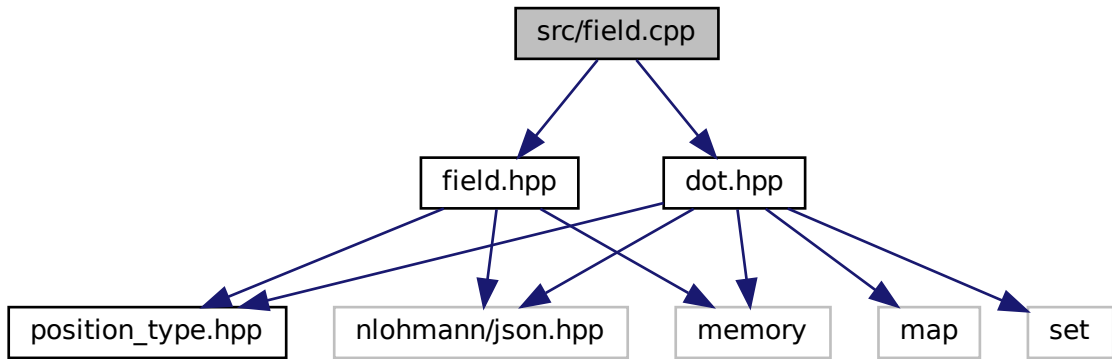 src/field.cpp
field.hpp
dot.hpp
position_type.hpp
nlohmann/json.hpp
memory
map
set